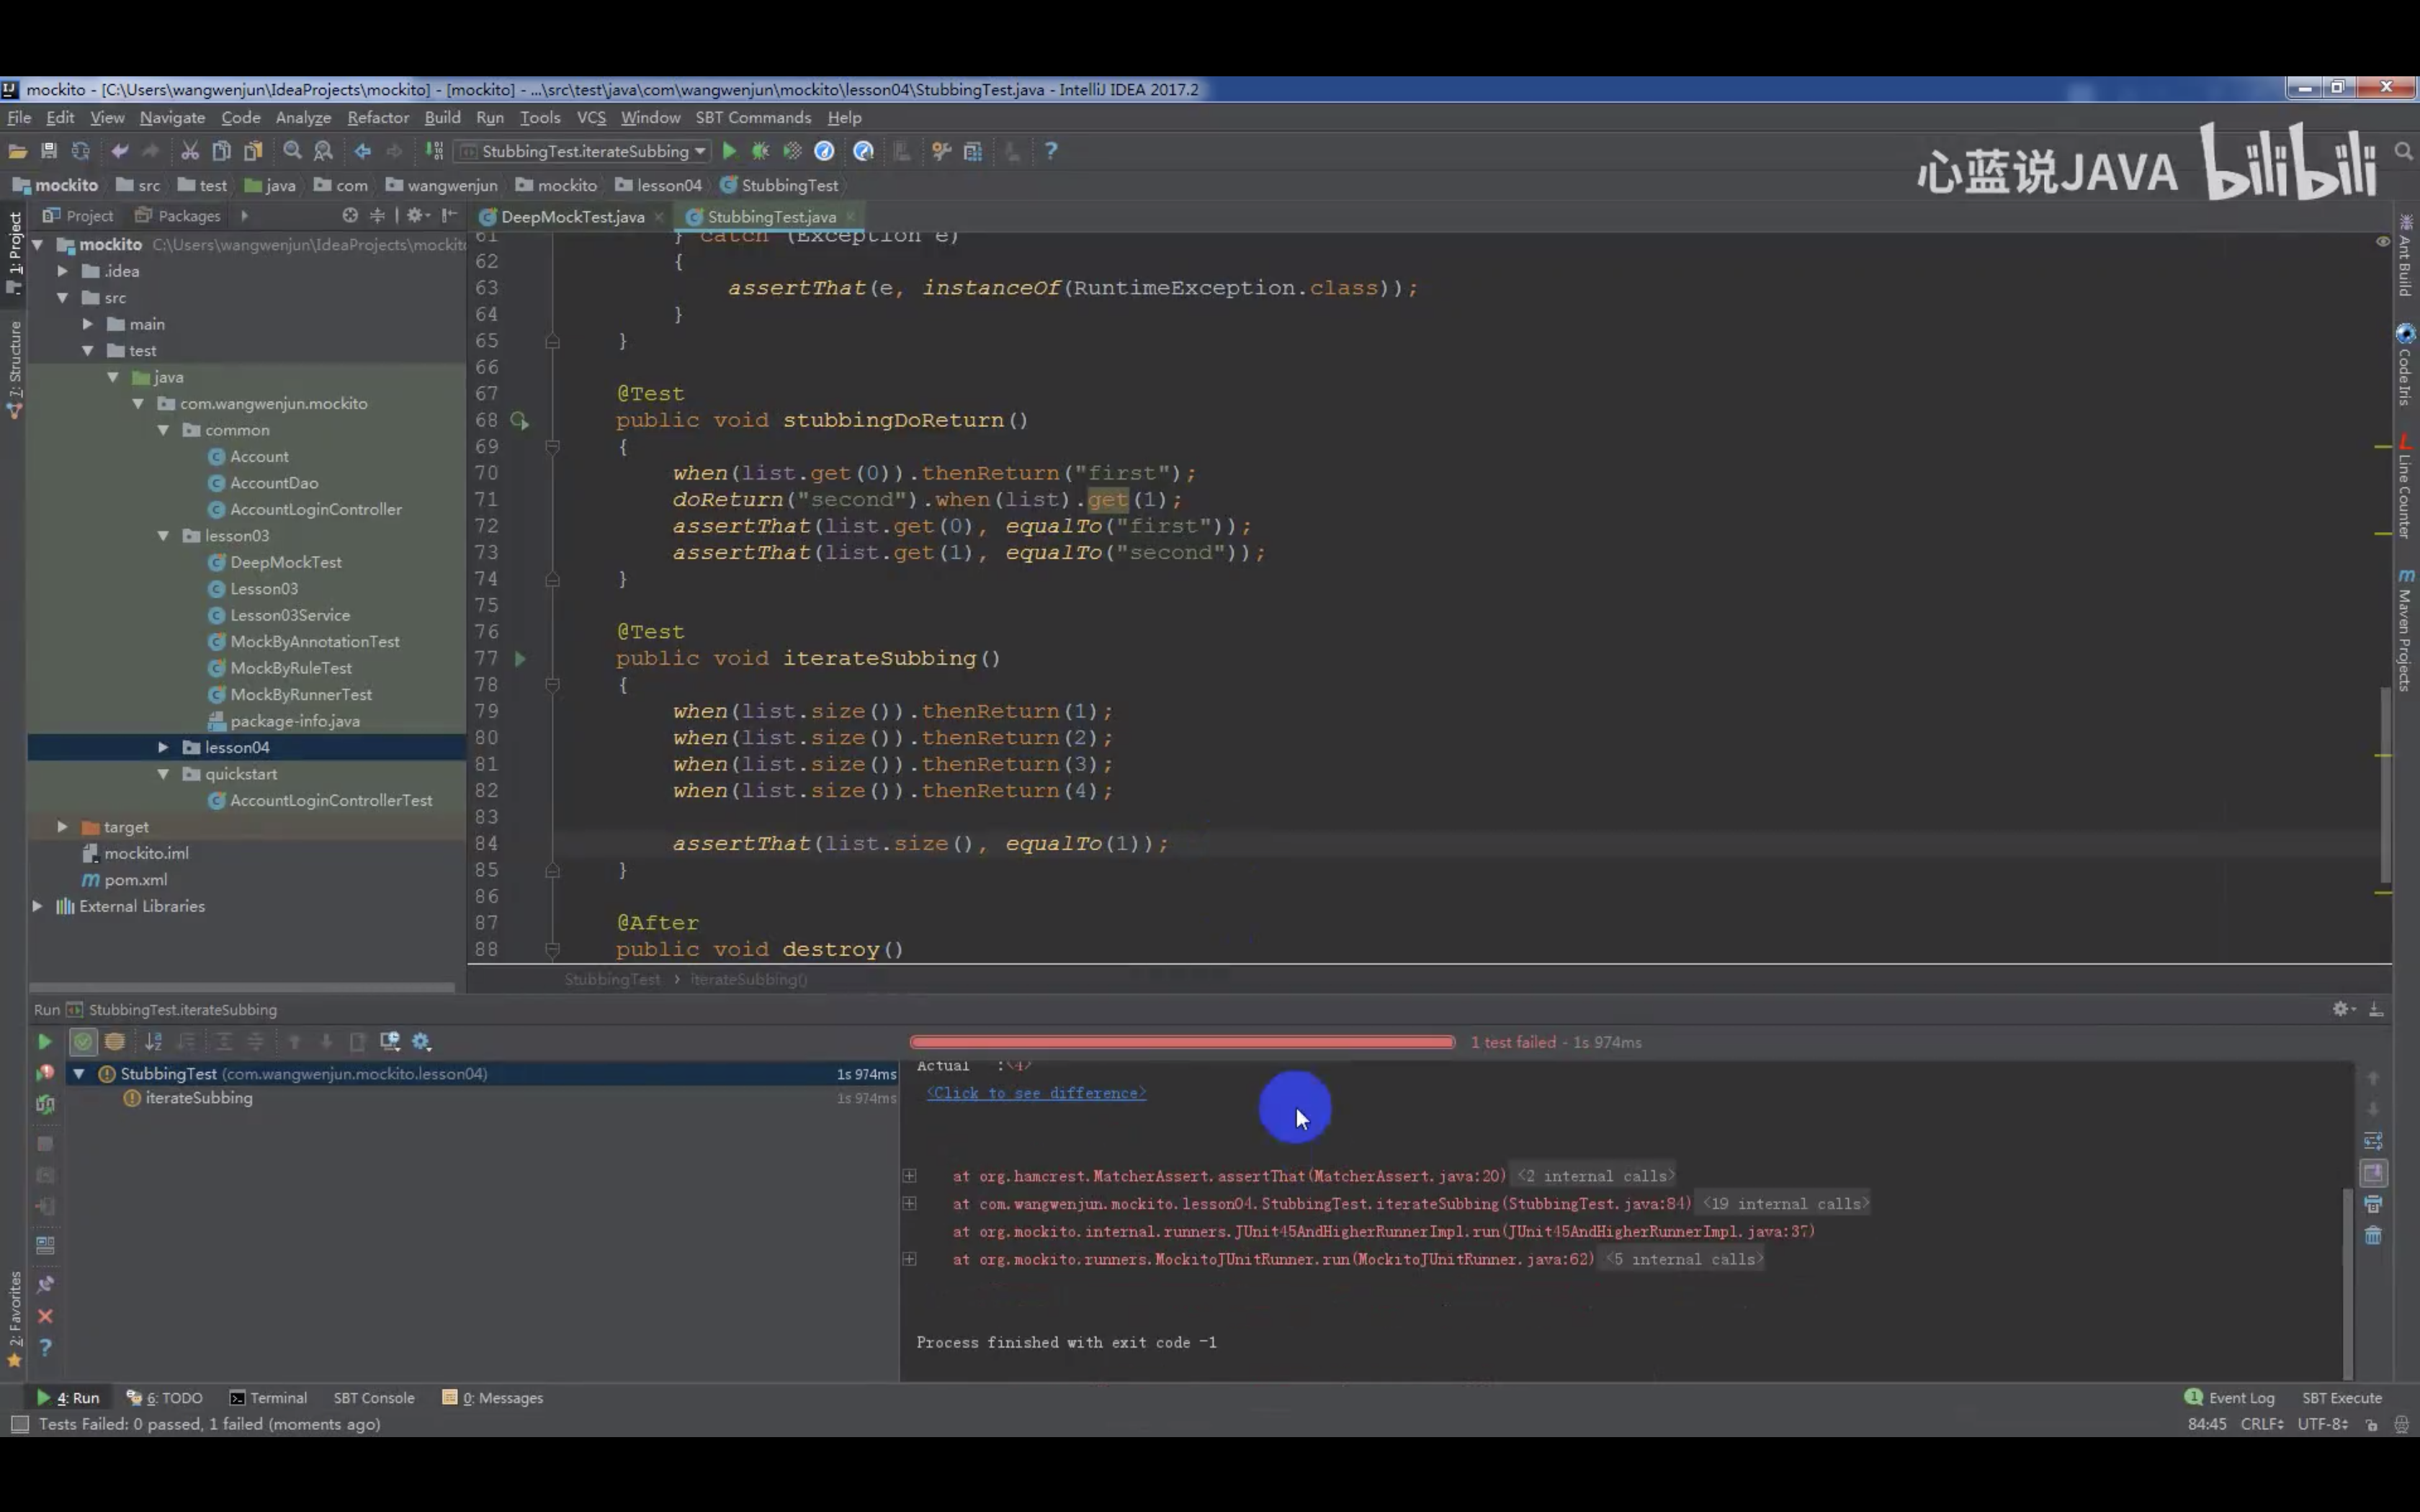 mockito - [C:\Users\wangwenjun\IdeaProjects\mockito] - [mockito] - ...\src\test\java\com\wangwenjun\mockito\lesson04\StubbingTest.java - IntelliJ IDEA 2017.2
File Edit View Navigate Code Analyze Refactor Build Run Tools VCS Window SBT Commands Help
StubbingTest.iterateSubbing
心蓝说JAVA bilibili
mockito src test java com wangwenjun mockito lesson04 StubbingTest
Project Packages
DeepMockTest.java StubbingTest.java
1: Project
7: Structure
2: Favorites
mockito C:\Users\wangwenjun\IdeaProjects\mockito
.idea
src
main
test
java
com.wangwenjun.mockito
common
Account
AccountDao
AccountLoginController
lesson03
DeepMockTest
Lesson03
Lesson03Service
MockByAnnotationTest
MockByRuleTest
MockByRunnerTest
package-info.java
lesson04
quickstart
AccountLoginControllerTest
target
mockito.iml
pom.xml
External Libraries
61 } catch (Exception e)
62 {
63 assertThat(e, instanceOf(RuntimeException.class));
64 }
65 }
66
67 @Test
68 public void stubbingDoReturn()
69 {
70 when(list.get(0)).thenReturn("first");
71 doReturn("second").when(list).get(1);
72 assertThat(list.get(0), equalTo("first"));
73 assertThat(list.get(1), equalTo("second"));
74 }
75
76 @Test
77 public void iterateSubbing()
78 {
79 when(list.size()).thenReturn(1);
80 when(list.size()).thenReturn(2);
81 when(list.size()).thenReturn(3);
82 when(list.size()).thenReturn(4);
83
84 assertThat(list.size(), equalTo(1));
85 }
86
87 @After
88 public void destroy()
StubbingTest › iterateSubbing()
Ant Build
Code Iris
Line Counter
Maven Projects
Run StubbingTest.iterateSubbing
1 test failed - 1s 974ms
StubbingTest (com.wangwenjun.mockito.lesson04) 1s 974ms
iterateSubbing 1s 974ms
Actual :<4>
<Click to see difference>
at org.hamcrest.MatcherAssert.assertThat(MatcherAssert.java:20) <2 internal calls>
at com.wangwenjun.mockito.lesson04.StubbingTest.iterateSubbing(StubbingTest.java:84) <19 internal calls>
at org.mockito.internal.runners.JUnit45AndHigherRunnerImpl.run(JUnit45AndHigherRunnerImpl.java:37)
at org.mockito.runners.MockitoJUnitRunner.run(MockitoJUnitRunner.java:62) <5 internal calls>
Process finished with exit code -1
4: Run 6: TODO Terminal SBT Console 0: Messages
1 Event Log SBT Execute
Tests Failed: 0 passed, 1 failed (moments ago)
84:45 CRLF UTF-8